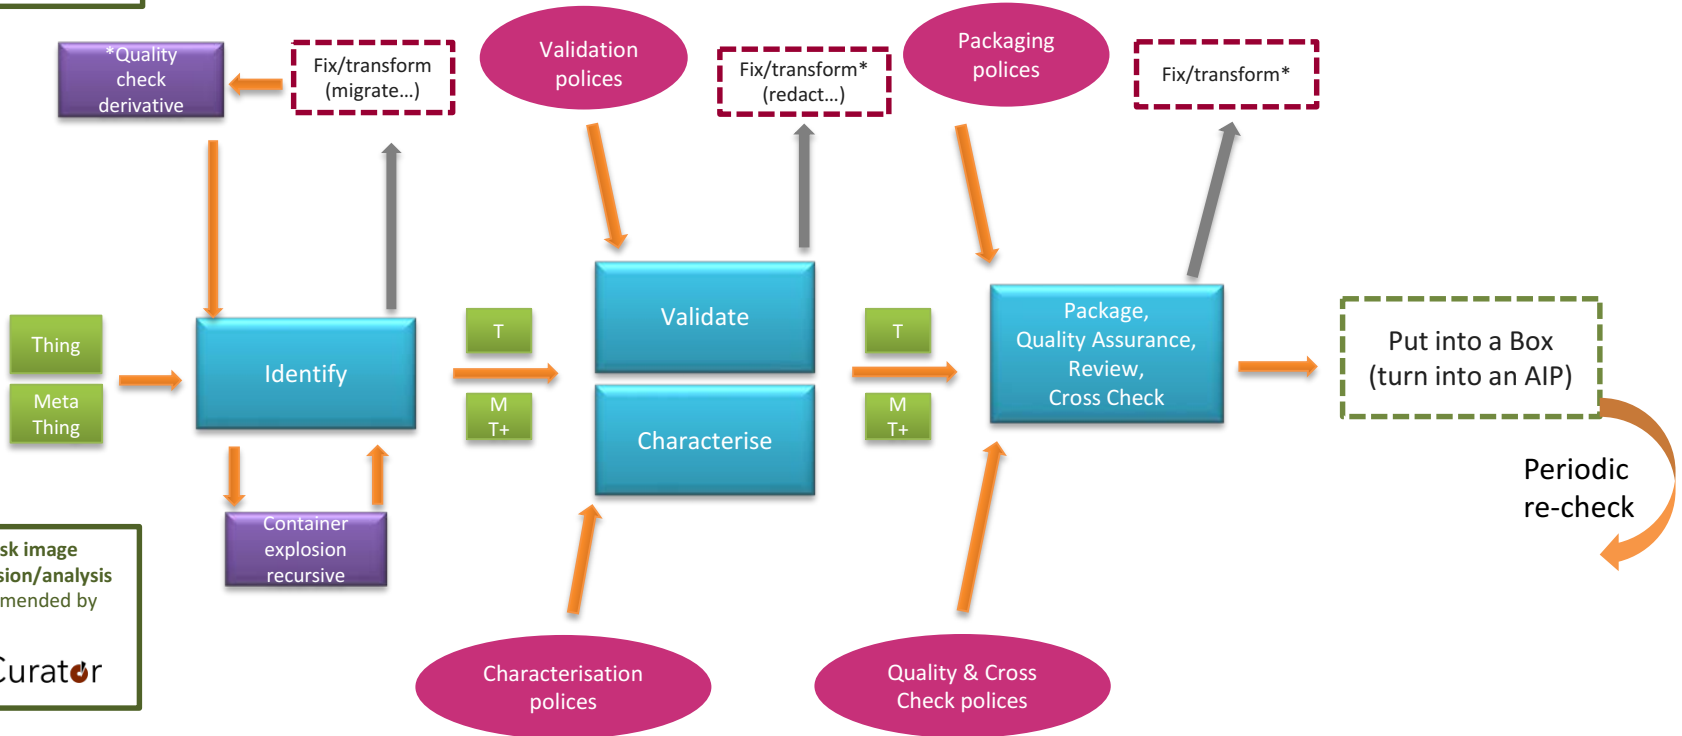 *Quality
check
derivative
Fix/transform
(migrate...)
Validation
polices
Fix/transform*
(redact...)
Packaging
polices
Fix/transform*
Thing
Meta
Thing
Identify
T
M
T+
Validate
Characterise
T
M
T+
Package,
Quality Assurance,
Review,
Cross Check
Put into a Box
(turn into an AIP)
Periodic
re-check
Container
explosion
recursive
sk image
sion/analysis
mended by
Curator
Characterisation
polices
Quality & Cross
Check polices